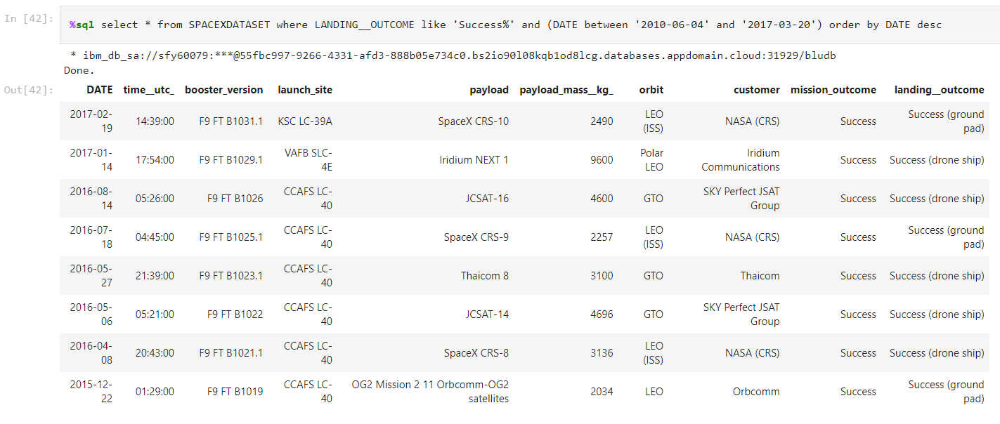 In [42]:
%sql select * from SPACEXDATASET where LANDING__OUTCOME like 'Success%' and (DATE between '2010-06-04' and '2017-03-20') order by DATE desc
* ibm_db_sa://sfy60079:***@55fbc997-9266-4331-afd3-888b05e734c0.bs2io90l08kqb1od8lcg.databases.appdomain.cloud:31929/bludb
Done.
Out[42]:
DATE time__utc_ booster_version launch_site payload payload_mass__kg_ orbit customer mission_outcome landing__outcome
2017-02-
19 14:39:00 F9 FT B1031.1 KSC LC-39A SpaceX CRS-10 2490 LEO
(ISS) NASA (CRS) Success Success (ground
pad)
2017-01-
14 17:54:00 F9 FT B1029.1 VAFB SLC-
4E Iridium NEXT 1 9600 Polar
LEO Iridium
Communications Success Success (drone ship)
2016-08-
14 05:26:00 F9 FT B1026 CCAFS LC-
40 JCSAT-16 4600 GTO SKY Perfect JSAT
Group Success Success (drone ship)
2016-07-
18 04:45:00 F9 FT B1025.1 CCAFS LC-
40 SpaceX CRS-9 2257 LEO
(ISS) NASA (CRS) Success Success (ground
pad)
2016-05-
27 21:39:00 F9 FT B1023.1 CCAFS LC-
40 Thaicom 8 3100 GTO Thaicom Success Success (drone ship)
2016-05-
06 05:21:00 F9 FT B1022 CCAFS LC-
40 JCSAT-14 4696 GTO SKY Perfect JSAT
Group Success Success (drone ship)
2016-04-
08 20:43:00 F9 FT B1021.1 CCAFS LC-
40 SpaceX CRS-8 3136 LEO
(ISS) NASA (CRS) Success Success (drone ship)
2015-12-
22 01:29:00 F9 FT B1019 CCAFS LC-
40 OG2 Mission 2 11 Orbcomm-OG2
satellites 2034 LEO Orbcomm Success Success (ground
pad)